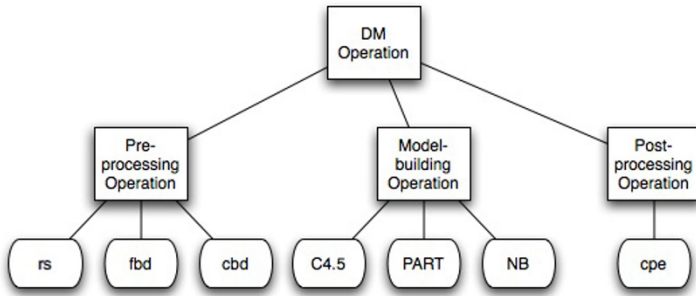 DM
Operation
Pre-
processing
Operation
Model-
building
Operation
Post-
processing
Operation
rs
fbd
cbd
C4.5
PART
NB
cpe